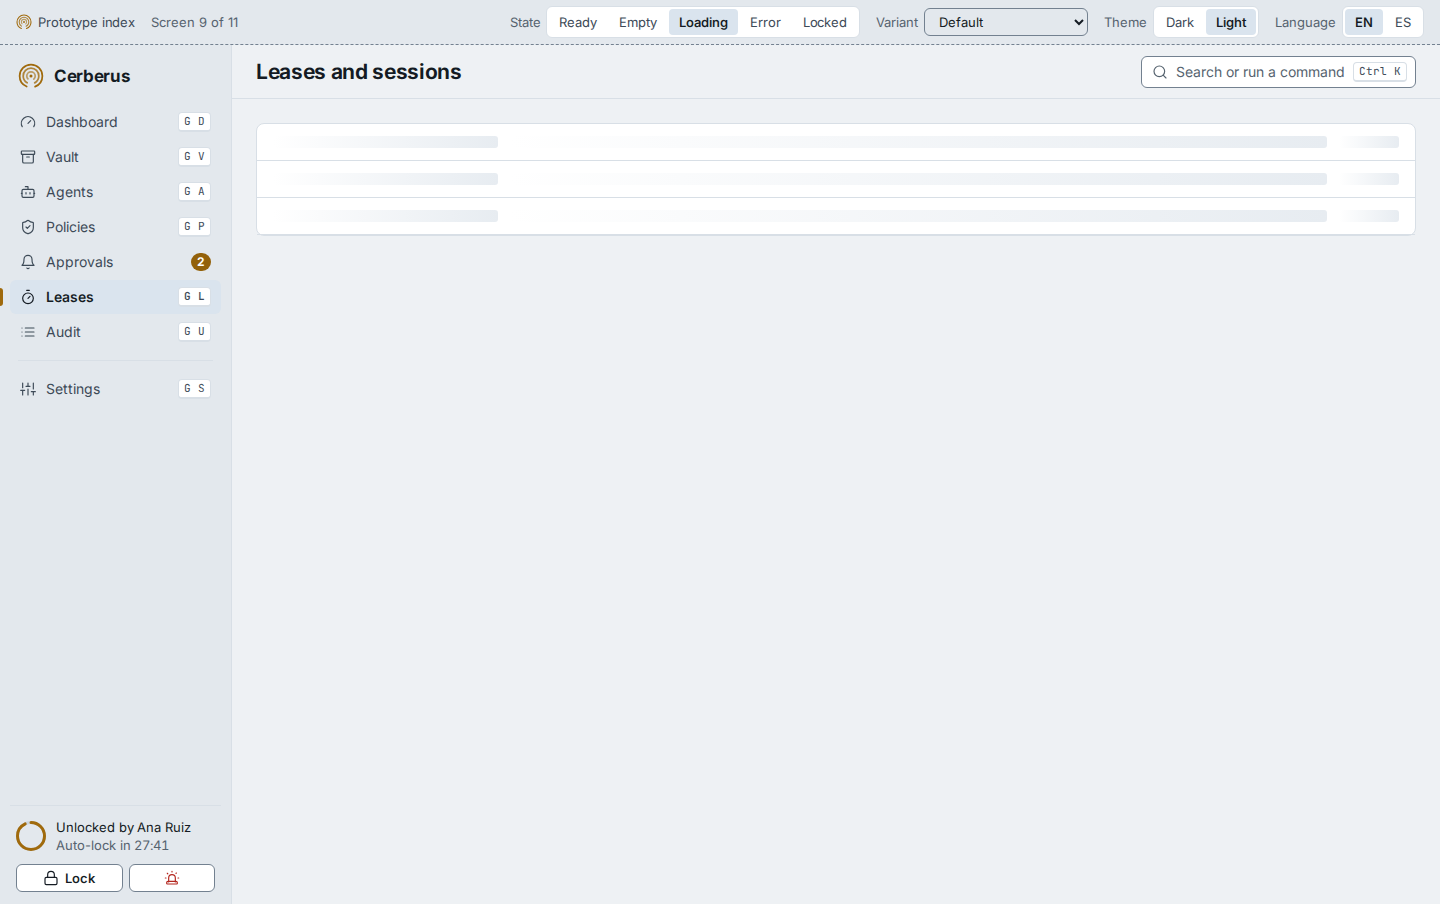 Prototype index Screen 9 of 11 State Ready Empty Loading Error Locked Variant Default Theme Dark Light Language EN ES
Cerberus
Leases and sessions
Search or run a command Ctrl K
Dashboard G D
Vault G V
Agents G A
Policies G P
Approvals 2
Leases G L
Audit G U
Settings G S
Unlocked by Ana Ruiz
Auto-lock in 27:41
Lock